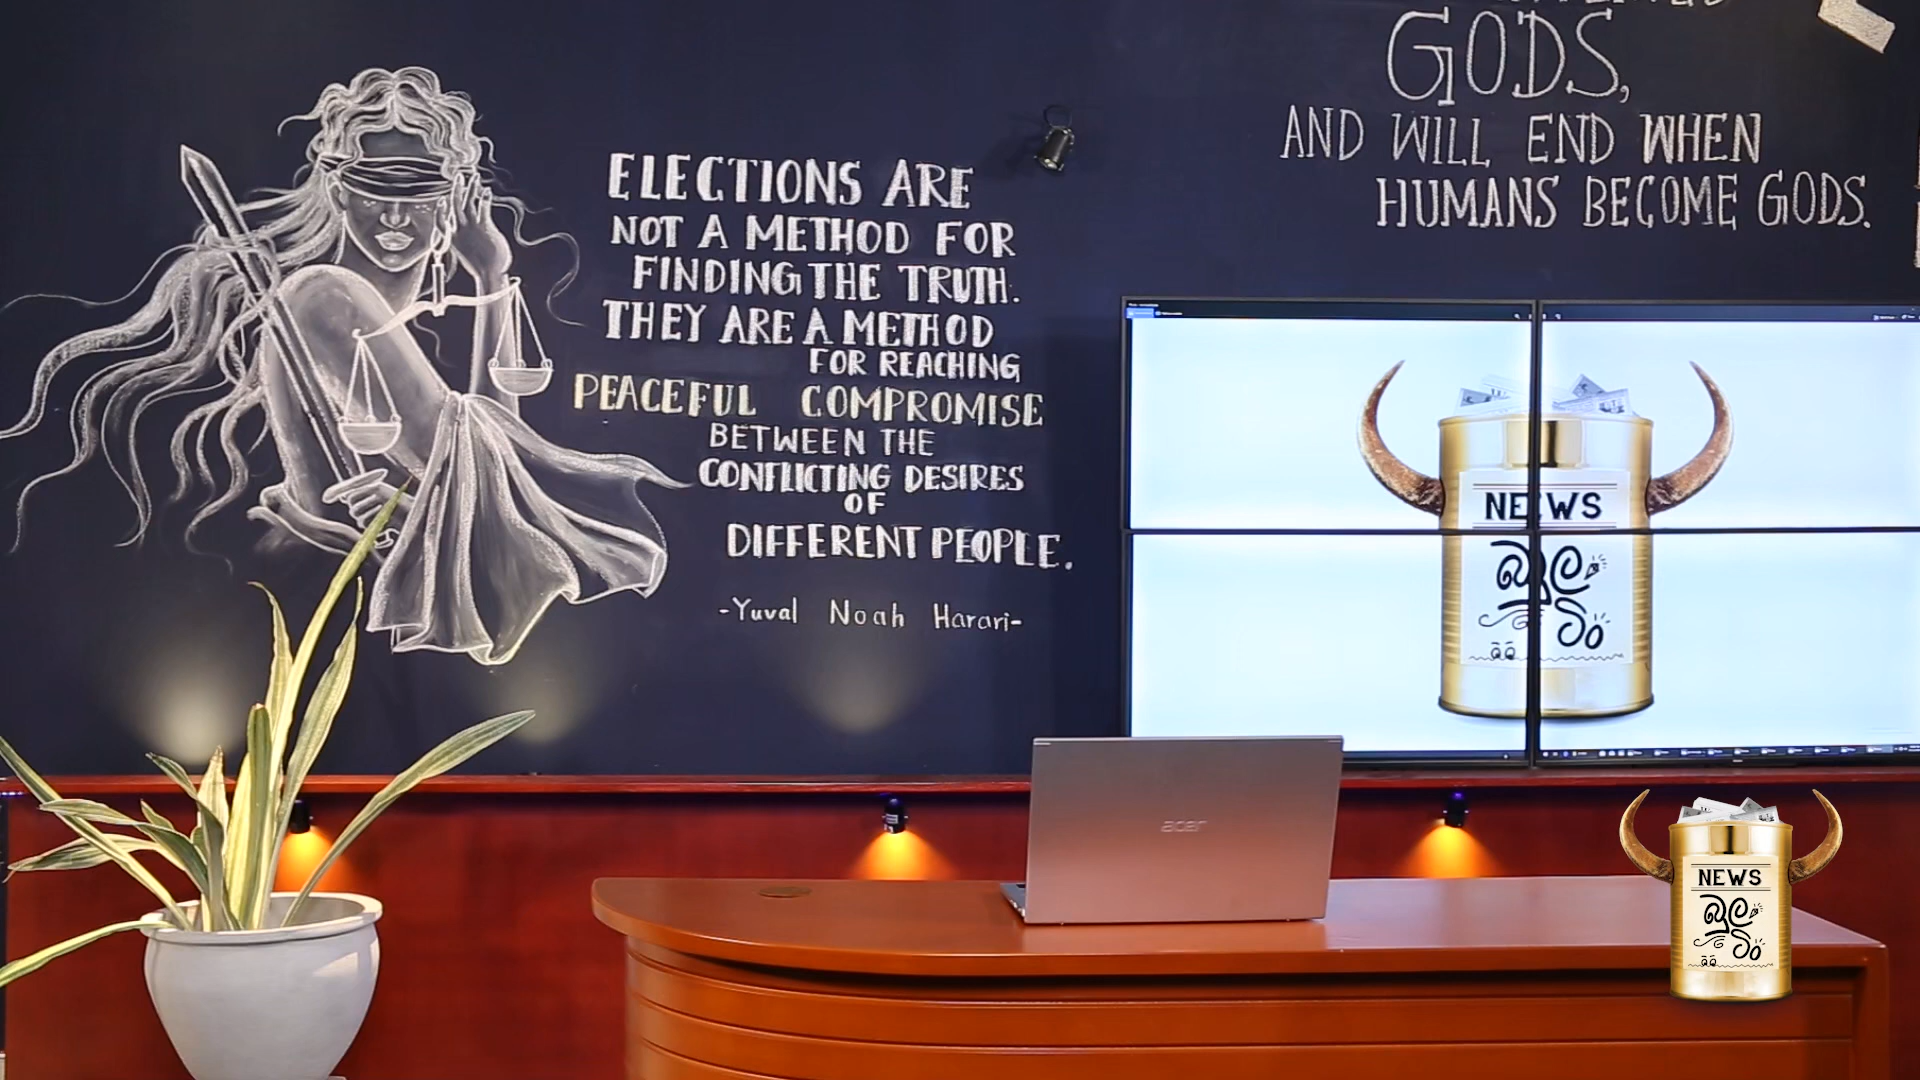 ELECTIONS ARE
NOT A METHOD FOR
FINDING THE TRUTH.
THEY ARE A METHOD
FOR REACHING
PEACEFUL COMPROMISE
BETWEEN THE
CONFLICTING DESIRES
OF
DIFFERENT PEOPLE.
-Yuval Noah Harari-
GODS,
AND WILL END WHEN
HUMANS BECOME GODS.
NEWS
බුල
ටිං
acer
NEWS
බුල
ටිං